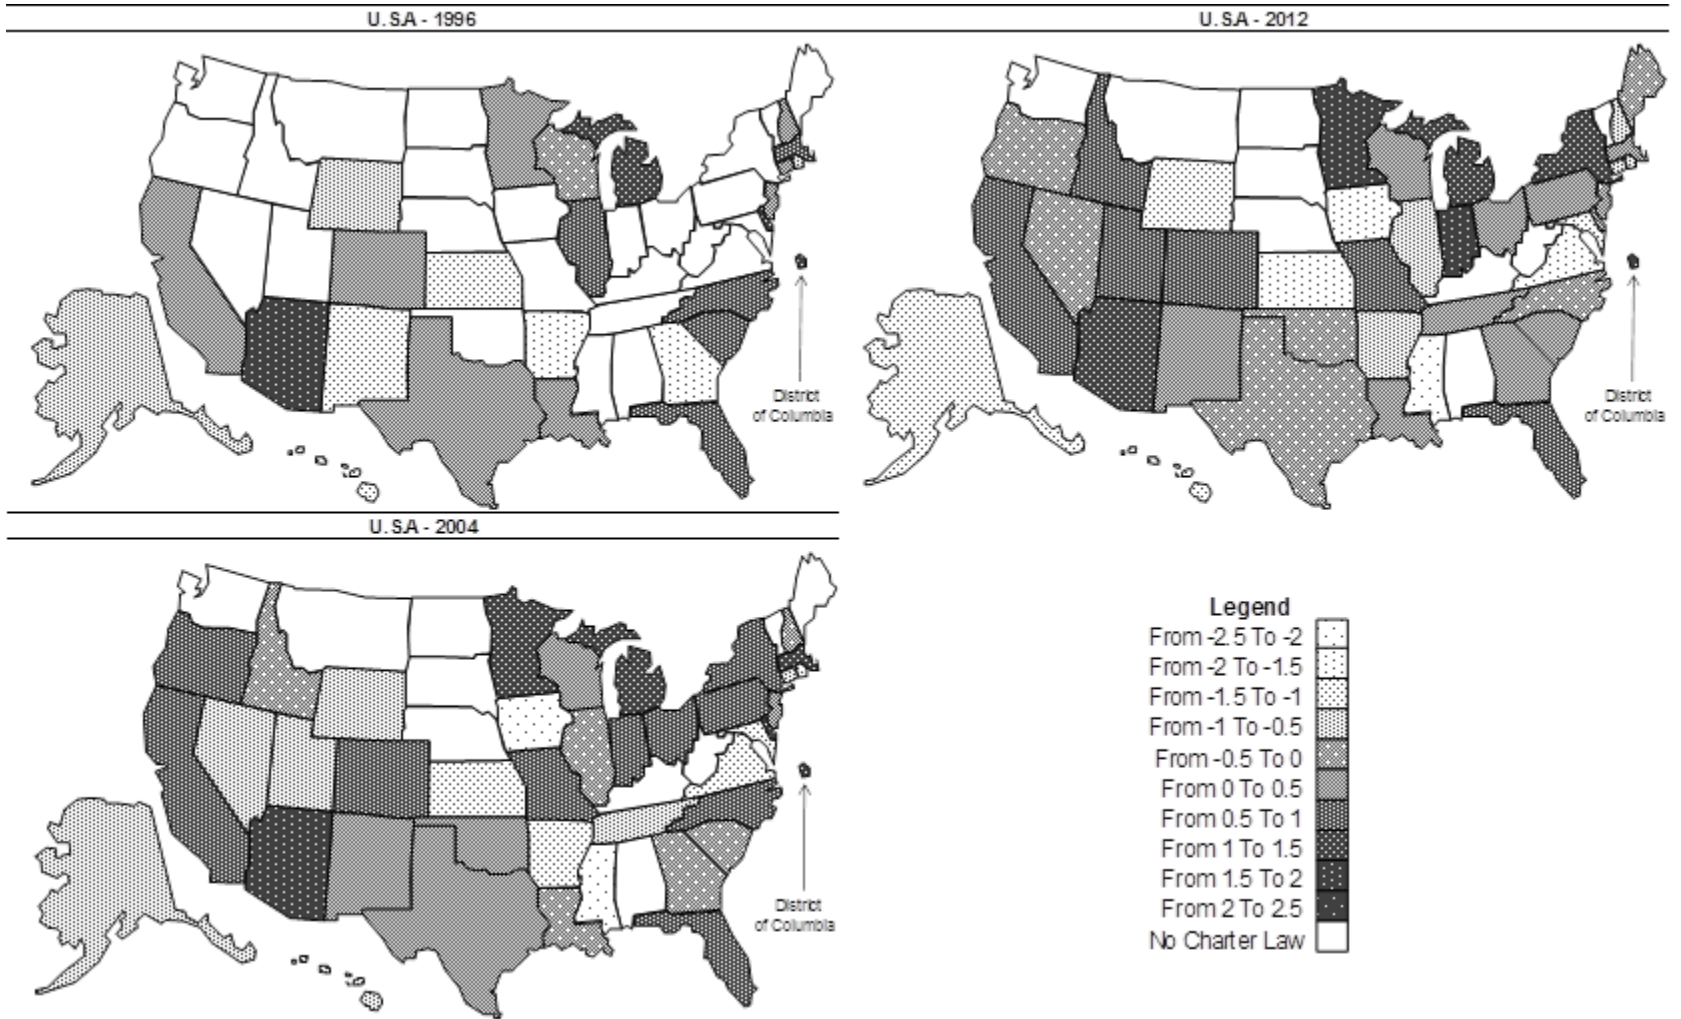 U.S.A - 1996
U.S.A - 2012
District
of Columbia
District
of Columbia
U.S.A - 2004
District
of Columbia
Legend
From -2.5 To -2
From -2 To -1.5
From -1.5 To -1
From -1 To -0.5
From -0.5 To 0
From 0 To 0.5
From 0.5 To 1
From 1 To 1.5
From 1.5 To 2
From 2 To 2.5
No Charter Law